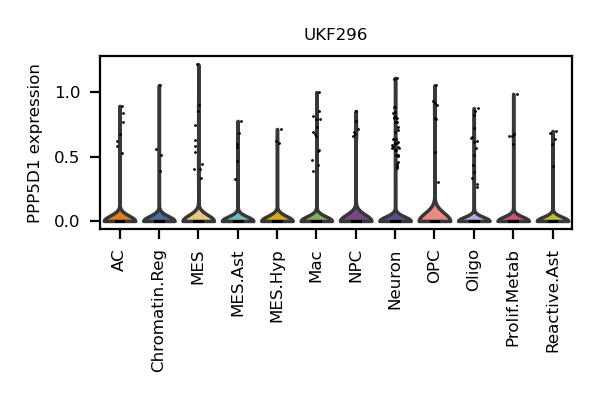 UKF296
PPP5D1 expression
1.0
0.5
0.0
AC
Chromatin.Reg
MES
MES.Ast
MES.Hyp
Mac
NPC
Neuron
OPC
Oligo
Prolif.Metab
Reactive.Ast